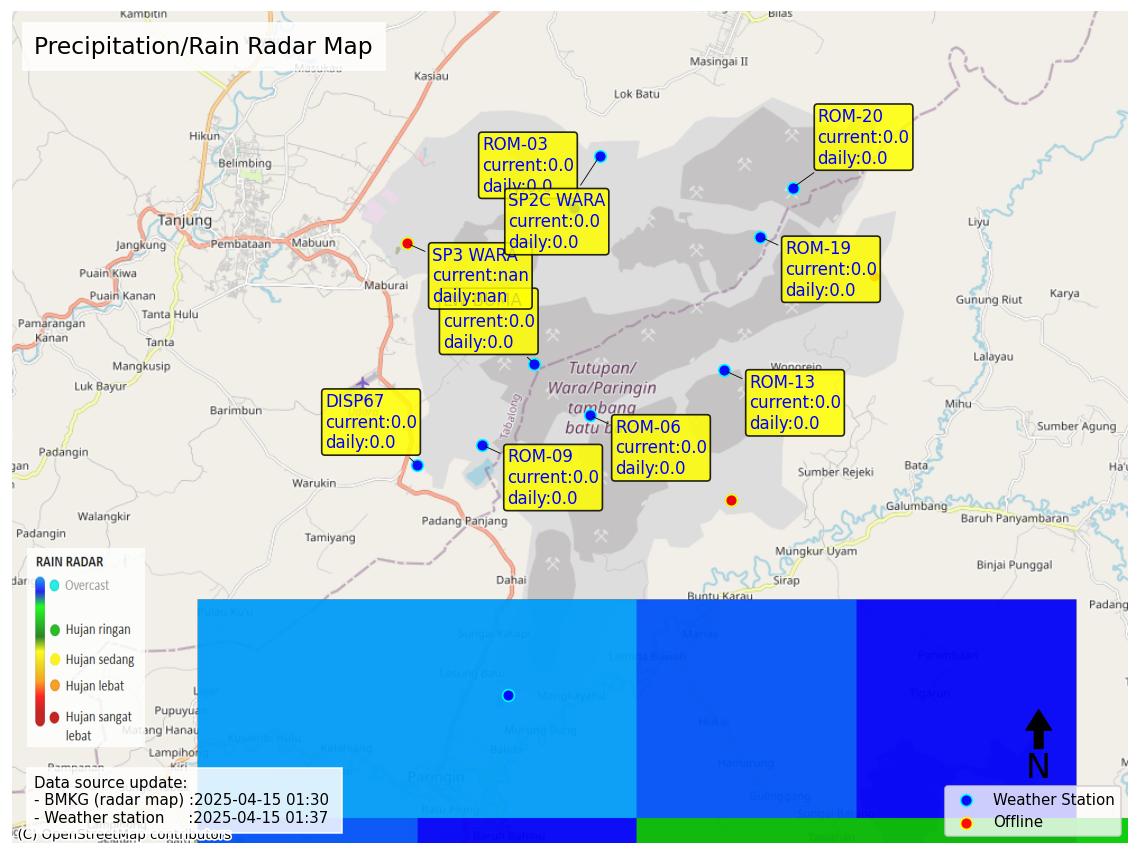 Precipitation/Rain Radar Map
Kambitin
Bilas
Masukau
Kasiau
Masingai II
Lok Batu
Hikun
Belimbing
Tanjung
Jangkung
Pembataan
Mabuun
Puain Kiwa
Maburai
Puain Kanan
Tanta Hulu
Pamarangan
Kanan
Tanta
Mangkusip
Luk Bayur
Barimbun
Liyu
Gunung Riut
Karya
Lalayau
Wonorejo
Mihu
Sumber Agung
Bata
Sumber Rejeki
Galumbang
Baruh Panyambaran
Mungkur Uyam
Binjai Punggal
Sirap
Buntu Karau
Warukin
Walangkir
Padangin
Padang Panjang
Tamiyang
Dahai
Tabalong
Tutupan/
Wara/Paringin
tambang
batu b
ROM-03
current:0.0
daily:0.0
SP2C WARA
current:0.0
daily:0.0
ROM-20
current:0.0
daily:0.0
ROM-19
current:0.0
daily:0.0
SP3 WARA
current:nan
daily:nan
current:0.0
daily:0.0
DISP67
current:0.0
daily:0.0
ROM-13
current:0.0
daily:0.0
ROM-06
current:0.0
daily:0.0
ROM-09
current:0.0
daily:0.0
RAIN RADAR
Overcast
Hujan ringan
Hujan sedang
Hujan lebat
Hujan sangat
lebat
Pupuyuan
Lampihong
Paringin
Data source update:
- BMKG (radar map) :2025-04-15 01:30
- Weather station :2025-04-15 01:37
(C) OpenStreetMap contributors
N
Weather Station
Offline